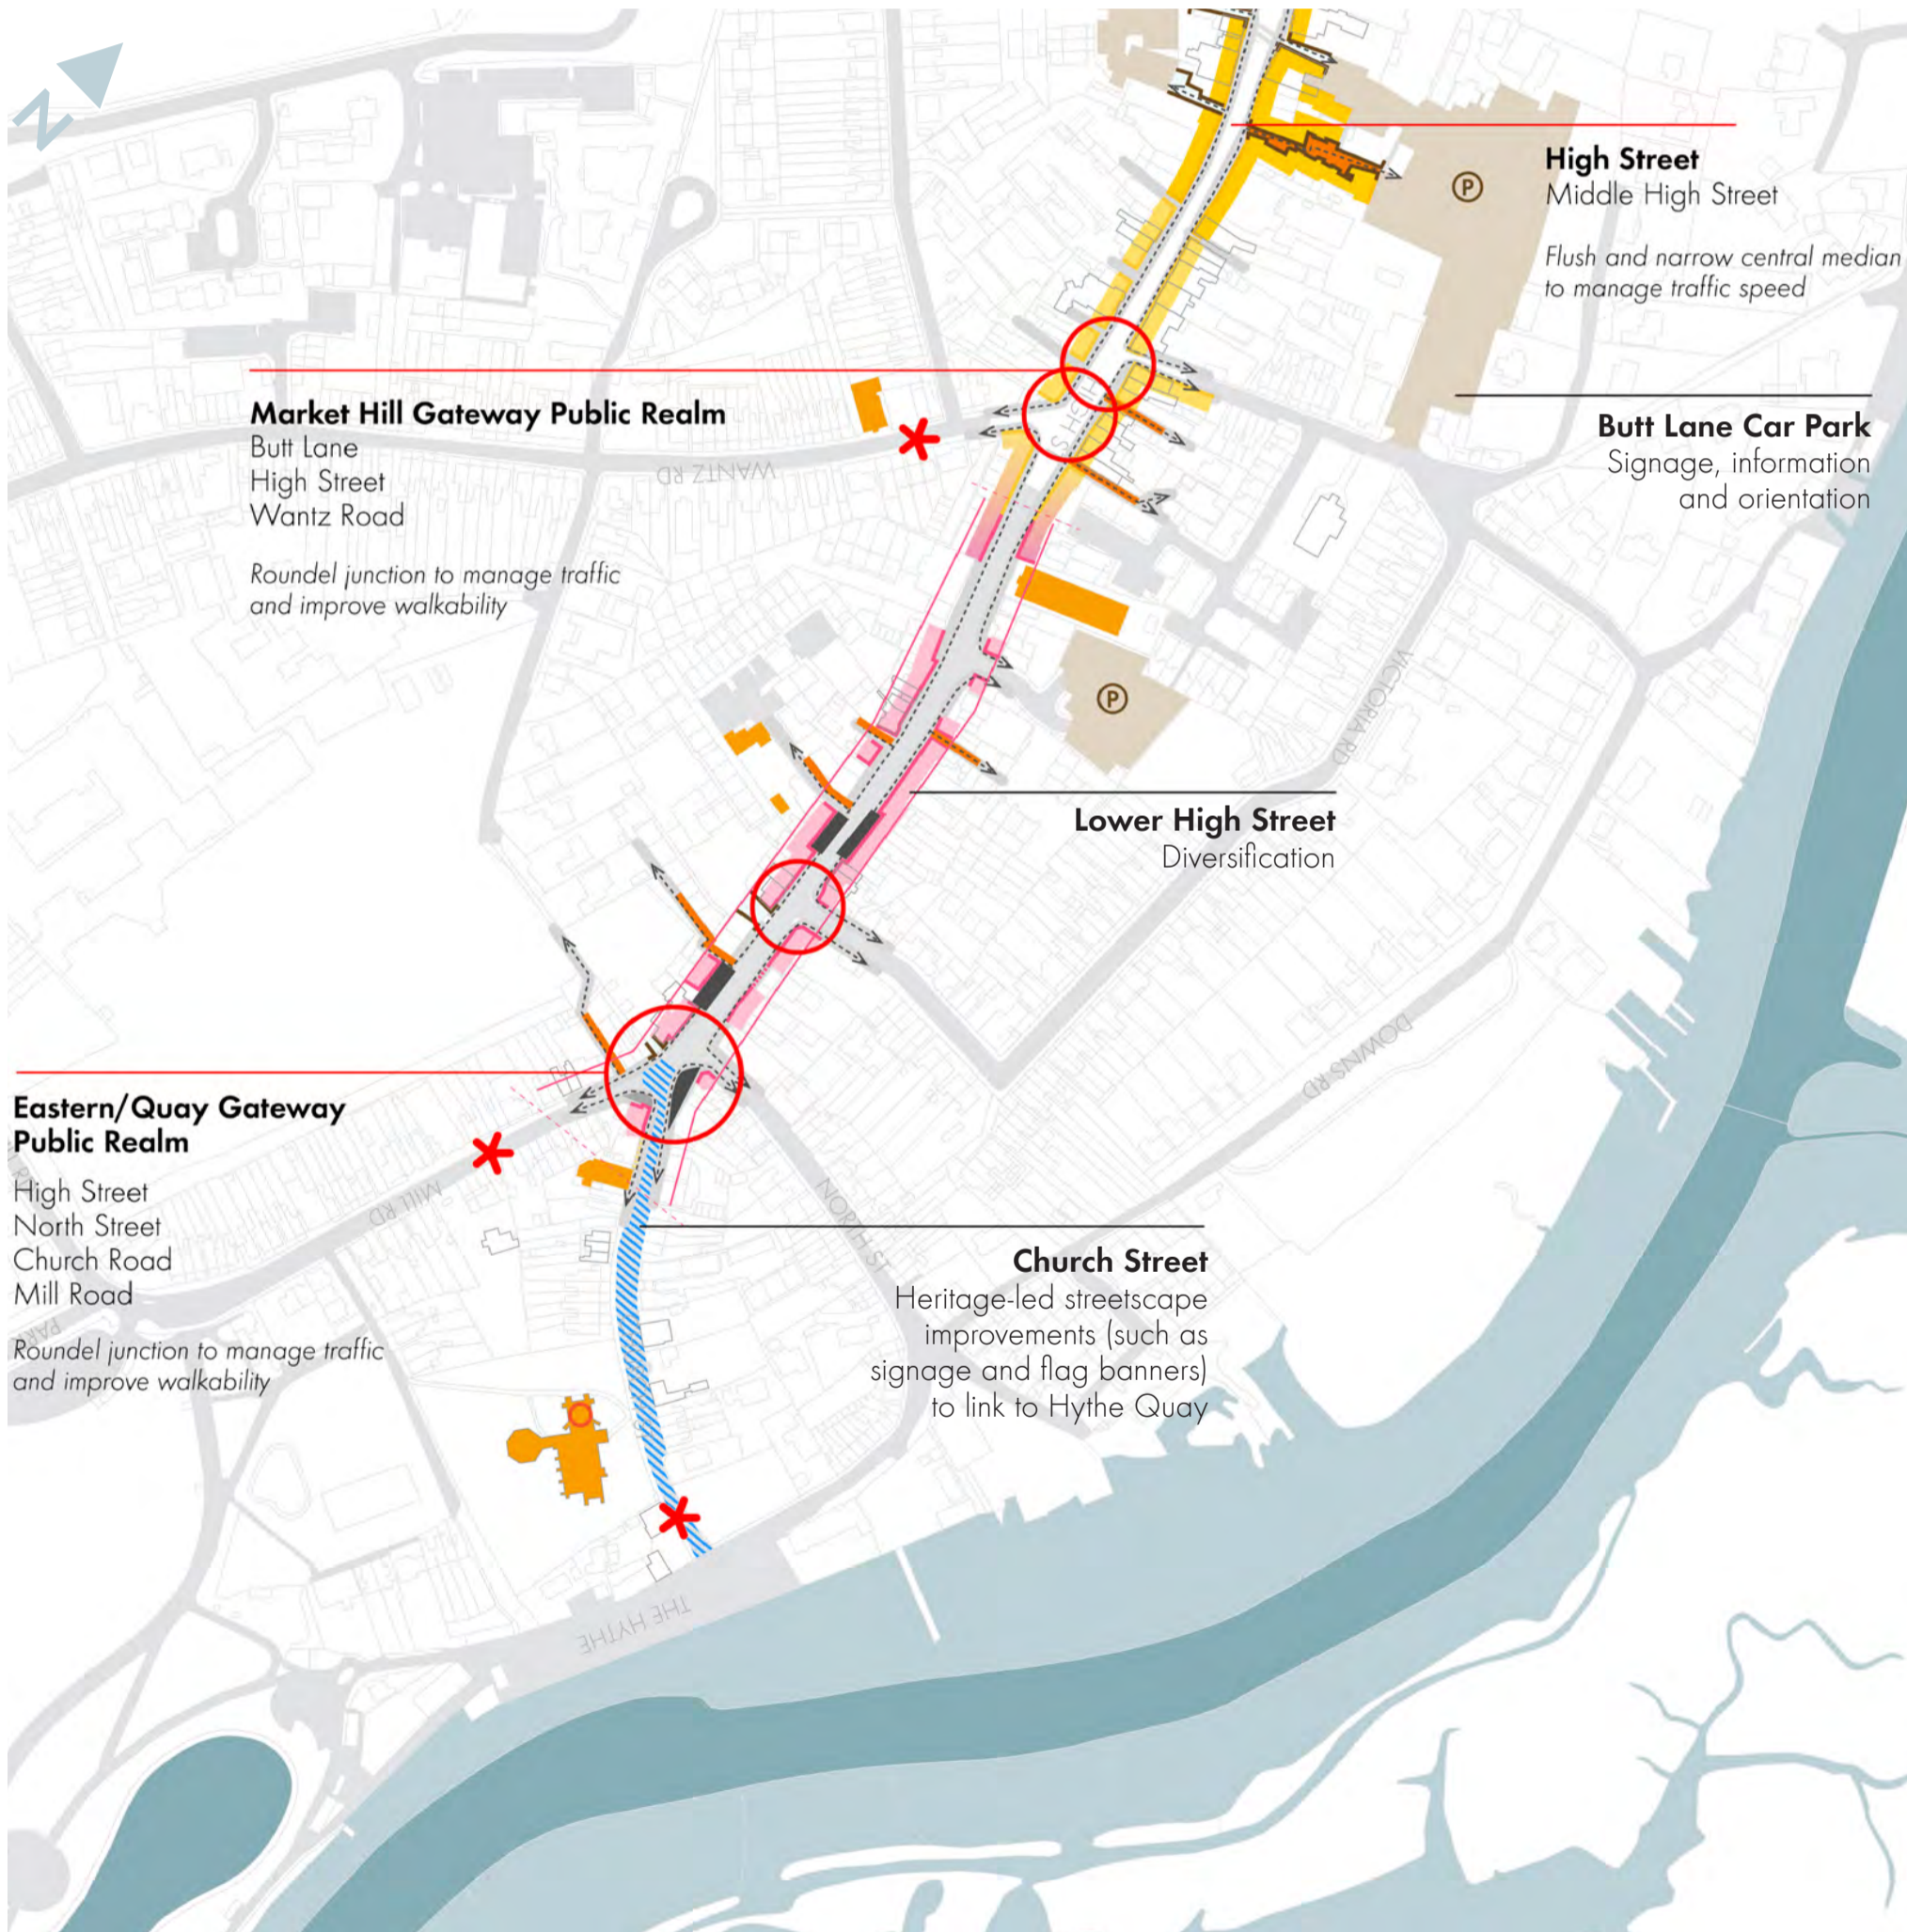 N
High Street
Middle High Street
Flush and narrow central median
to manage traffic speed
P
Market Hill Gateway Public Realm
Butt Lane
High Street
Wantz Road
Roundel junction to manage traffic
and improve walkability
WANTZ RD
Butt Lane Car Park
Signage, information
and orientation
VICTORIA RD
P
Lower High Street
Diversification
DOWNS RD
Eastern/Quay Gateway
Public Realm
High Street
North Street
Church Road
Mill Road
Roundel junction to manage traffic
and improve walkability
MILL RD
NORTH ST
Church Street
Heritage-led streetscape
improvements (such as
signage and flag banners)
to link to Hythe Quay
THE HYTHE